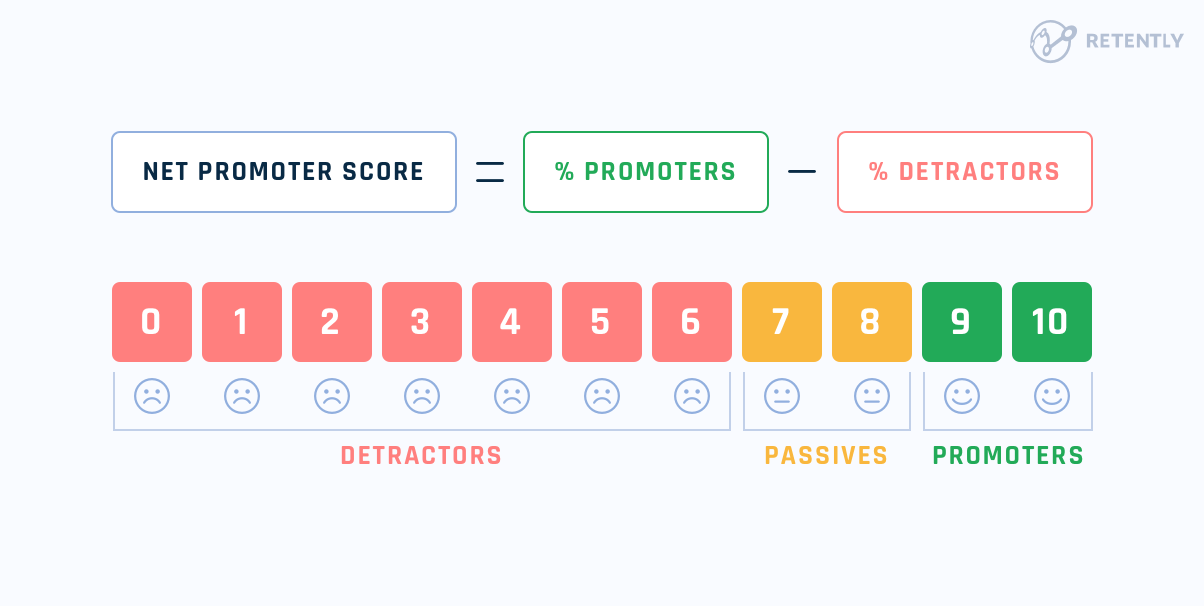 RETENTLY
NET PROMOTER SCORE = % PROMOTERS — % DETRACTORS
0 1 2 3 4 5 6 7 8 9 10
DETRACTORS PASSIVES PROMOTERS